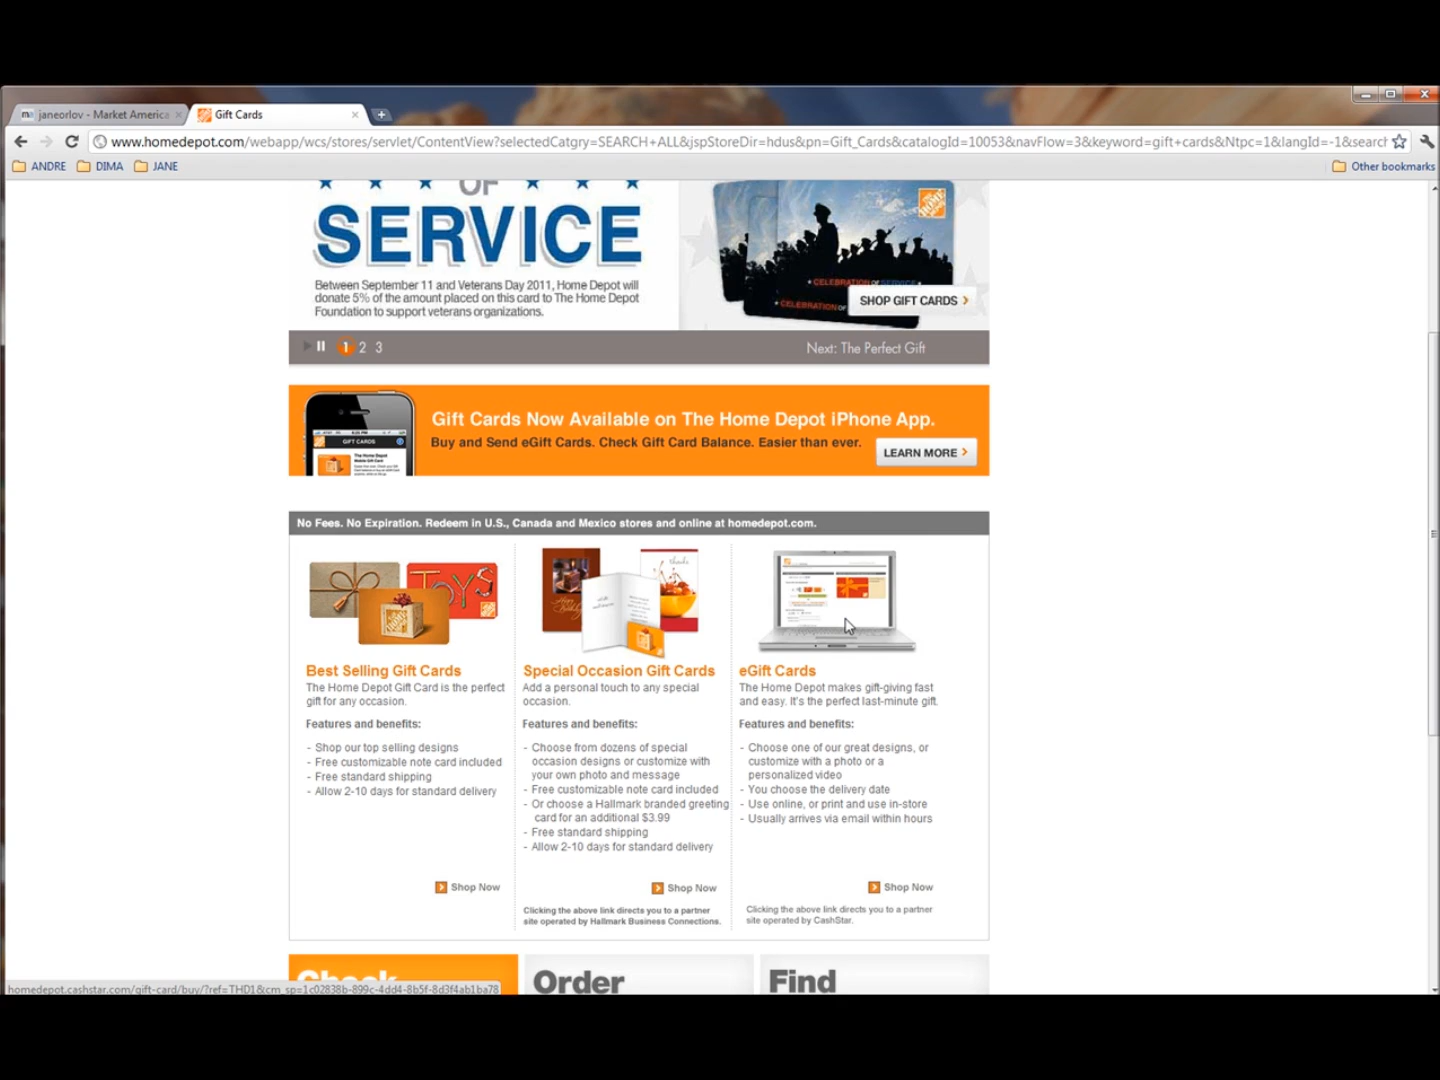 janeorlov - Market America
Gift Cards
www.homedepot.com/webapp/wcs/stores/servlet/ContentView?selectedCatgry=SEARCH+ALL&jspStoreDir=hdus&pn=Gift_Cards&catalogId=10053&navFlow=3&keyword=gift+cards&Ntpc=1&langId=-1&search
ANDRE DIMA JANE Other bookmarks
OF
SERVICE
Between September 11 and Veterans Day 2011, Home Depot will
donate 5% of the amount placed on this card to The Home Depot
Foundation to support veterans organizations.
CELEBRATION OF SERVICE
CELEBRATION OF
SHOP GIFT CARDS
1 2 3
Next: The Perfect Gift
GIFT CARDS
Gift Cards Now Available on The Home Depot iPhone App.
Buy and Send eGift Cards. Check Gift Card Balance. Easier than ever.
LEARN MORE
No Fees. No Expiration. Redeem in U.S., Canada and Mexico stores and online at homedepot.com.
TOYS
thanks
Best Selling Gift Cards
The Home Depot Gift Card is the perfect
gift for any occasion.
Features and benefits:
- Shop our top selling designs
- Free customizable note card included
- Free standard shipping
- Allow 2-10 days for standard delivery
Shop Now
Special Occasion Gift Cards
Add a personal touch to any special
occasion.
Features and benefits:
- Choose from dozens of special
occasion designs or customize with
your own photo and message
- Free customizable note card included
- Or choose a Hallmark branded greeting
card for an additional $3.99
- Free standard shipping
- Allow 2-10 days for standard delivery
Shop Now
Clicking the above link directs you to a partner
site operated by Hallmark Business Connections.
eGift Cards
The Home Depot makes gift-giving fast
and easy. It's the perfect last-minute gift.
Features and benefits:
- Choose one of our great designs, or
customize with a photo or a
personalized video
- You choose the delivery date
- Use online, or print and use in-store
- Usually arrives via email within hours
Shop Now
Clicking the above link directs you to a partner
site operated by CashStar.
Check
Order
Find
homedepot.cashstar.com/gift-card/buy/?ref=THD1&cm_sp=1c02838b-899c-4dd4-8b5f-8d3f4ab1ba78